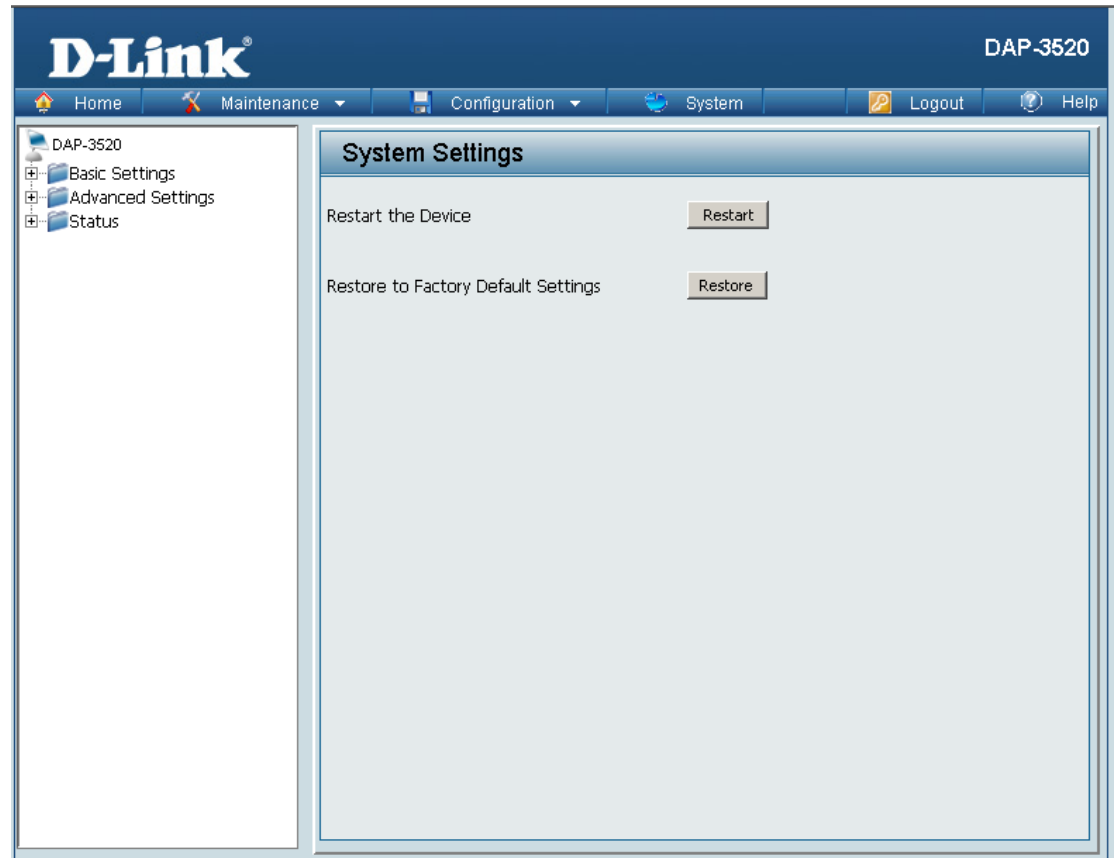 D-Link®
DAP-3520
Home Maintenance Configuration System Logout Help
DAP-3520
Basic Settings
Advanced Settings
Status
System Settings
Restart the Device Restart
Restore to Factory Default Settings Restore